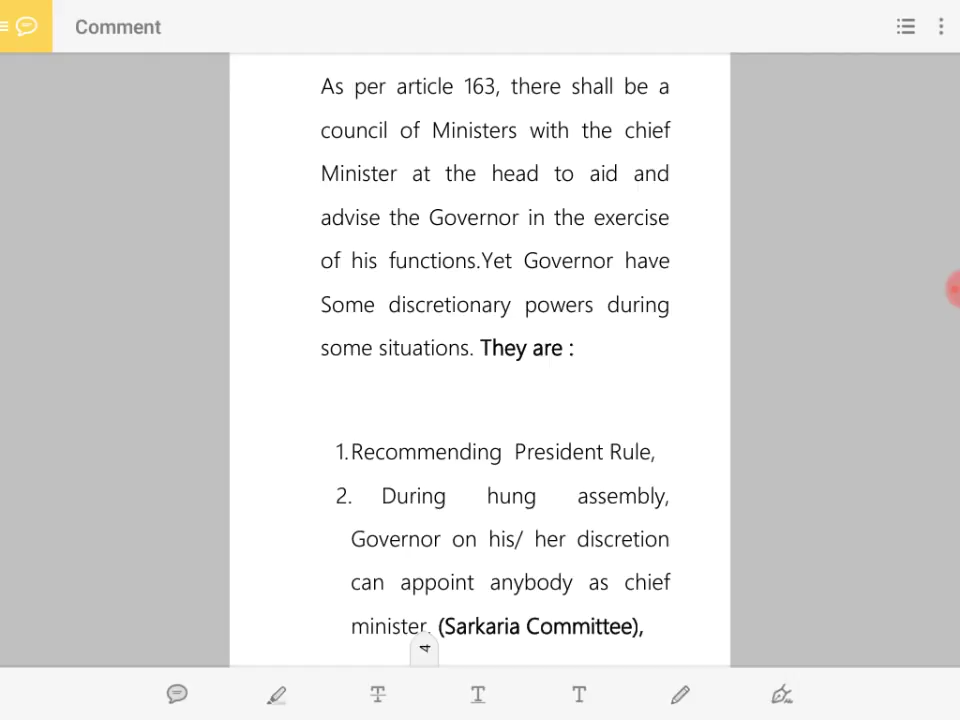 Comment
As per article 163, there shall be a
council of Ministers with the chief
Minister at the head to aid and
advise the Governor in the exercise
of his functions.Yet Governor have
Some discretionary powers during
some situations. They are :
1.Recommending President Rule,
2. During hung assembly,
Governor on his/ her discretion
can appoint anybody as chief
minister. (Sarkaria Committee),
4
T T T